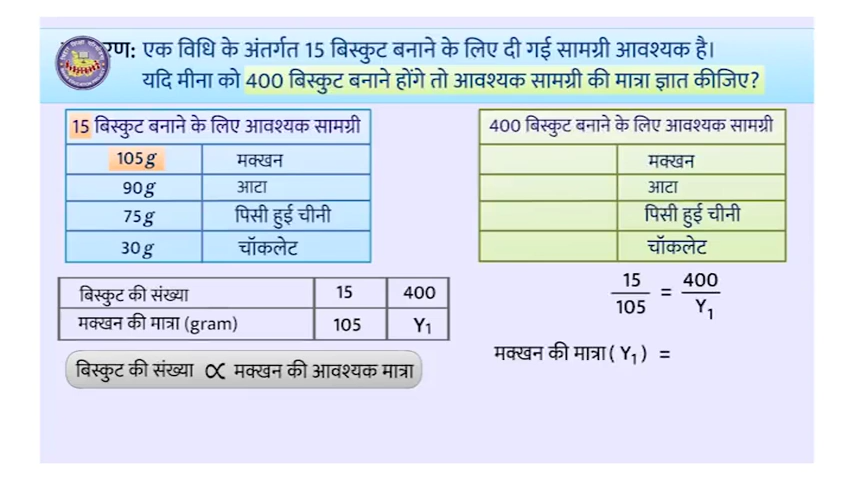 रण: एक विधि के अंतर्गत 15 बिस्कुट बनाने के लिए दी गई सामग्री आवश्यक है।
यदि मीना को 400 बिस्कुट बनाने होंगे तो आवश्यक सामग्री की मात्रा ज्ञात कीजिए?
15 बिस्कुट बनाने के लिए आवश्यक सामग्री
105g मक्खन
90g आटा
75g पिसी हुई चीनी
30g चॉकलेट
400 बिस्कुट बनाने के लिए आवश्यक सामग्री
मक्खन
आटा
पिसी हुई चीनी
चॉकलेट
बिस्कुट की संख्या 15 400
मक्खन की मात्रा (gram) 105 Y₁
बिस्कुट की संख्या ∝ मक्खन की आवश्यक मात्रा
15/105 = 400/Y₁
मक्खन की मात्रा ( Y₁ ) =